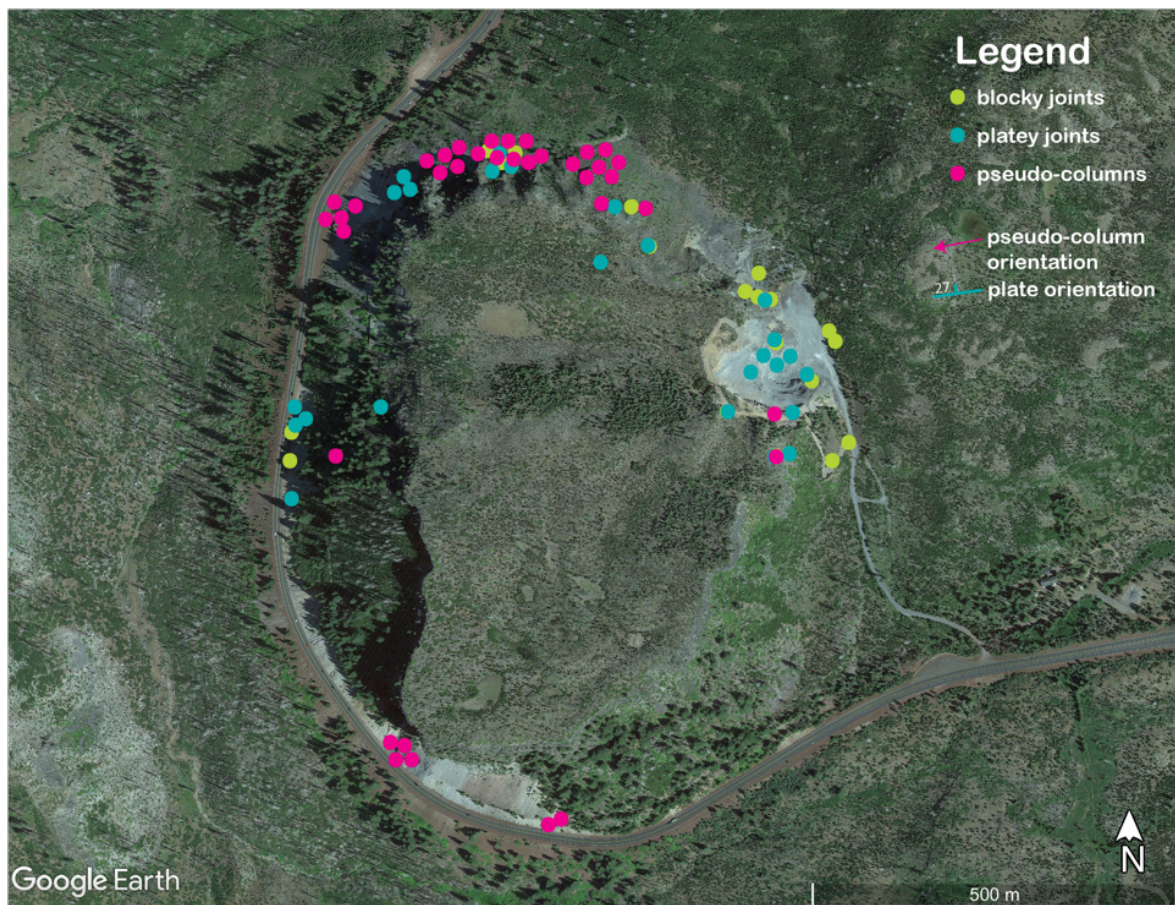 Legend
blocky joints
platey joints
pseudo-columns
pseudo-column
orientation
27
plate orientation
N
Google Earth
500 m